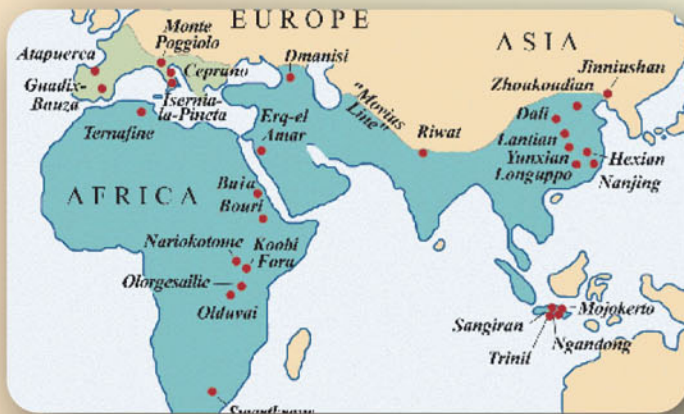 EUROPE
ASIA
AFRICA
Monte
Poggiolo
Atapuerca
Ceprano
Guadix-
Bauza
Isernia-
la-Pineta
Ternafine
Dmanisi
"Movius
Line"
Erq-el
Amar
Riwat
Zhoukoudian
Jinniushan
Dali
Lantian
Yunxian
Longuppo
Hexian
Nanjing
Buia
Bouri
Nariokotome
Koobi
Fora
Olorgesailie
Olduvai
Sangiran
Trinil
Mojokerto
Ngandong